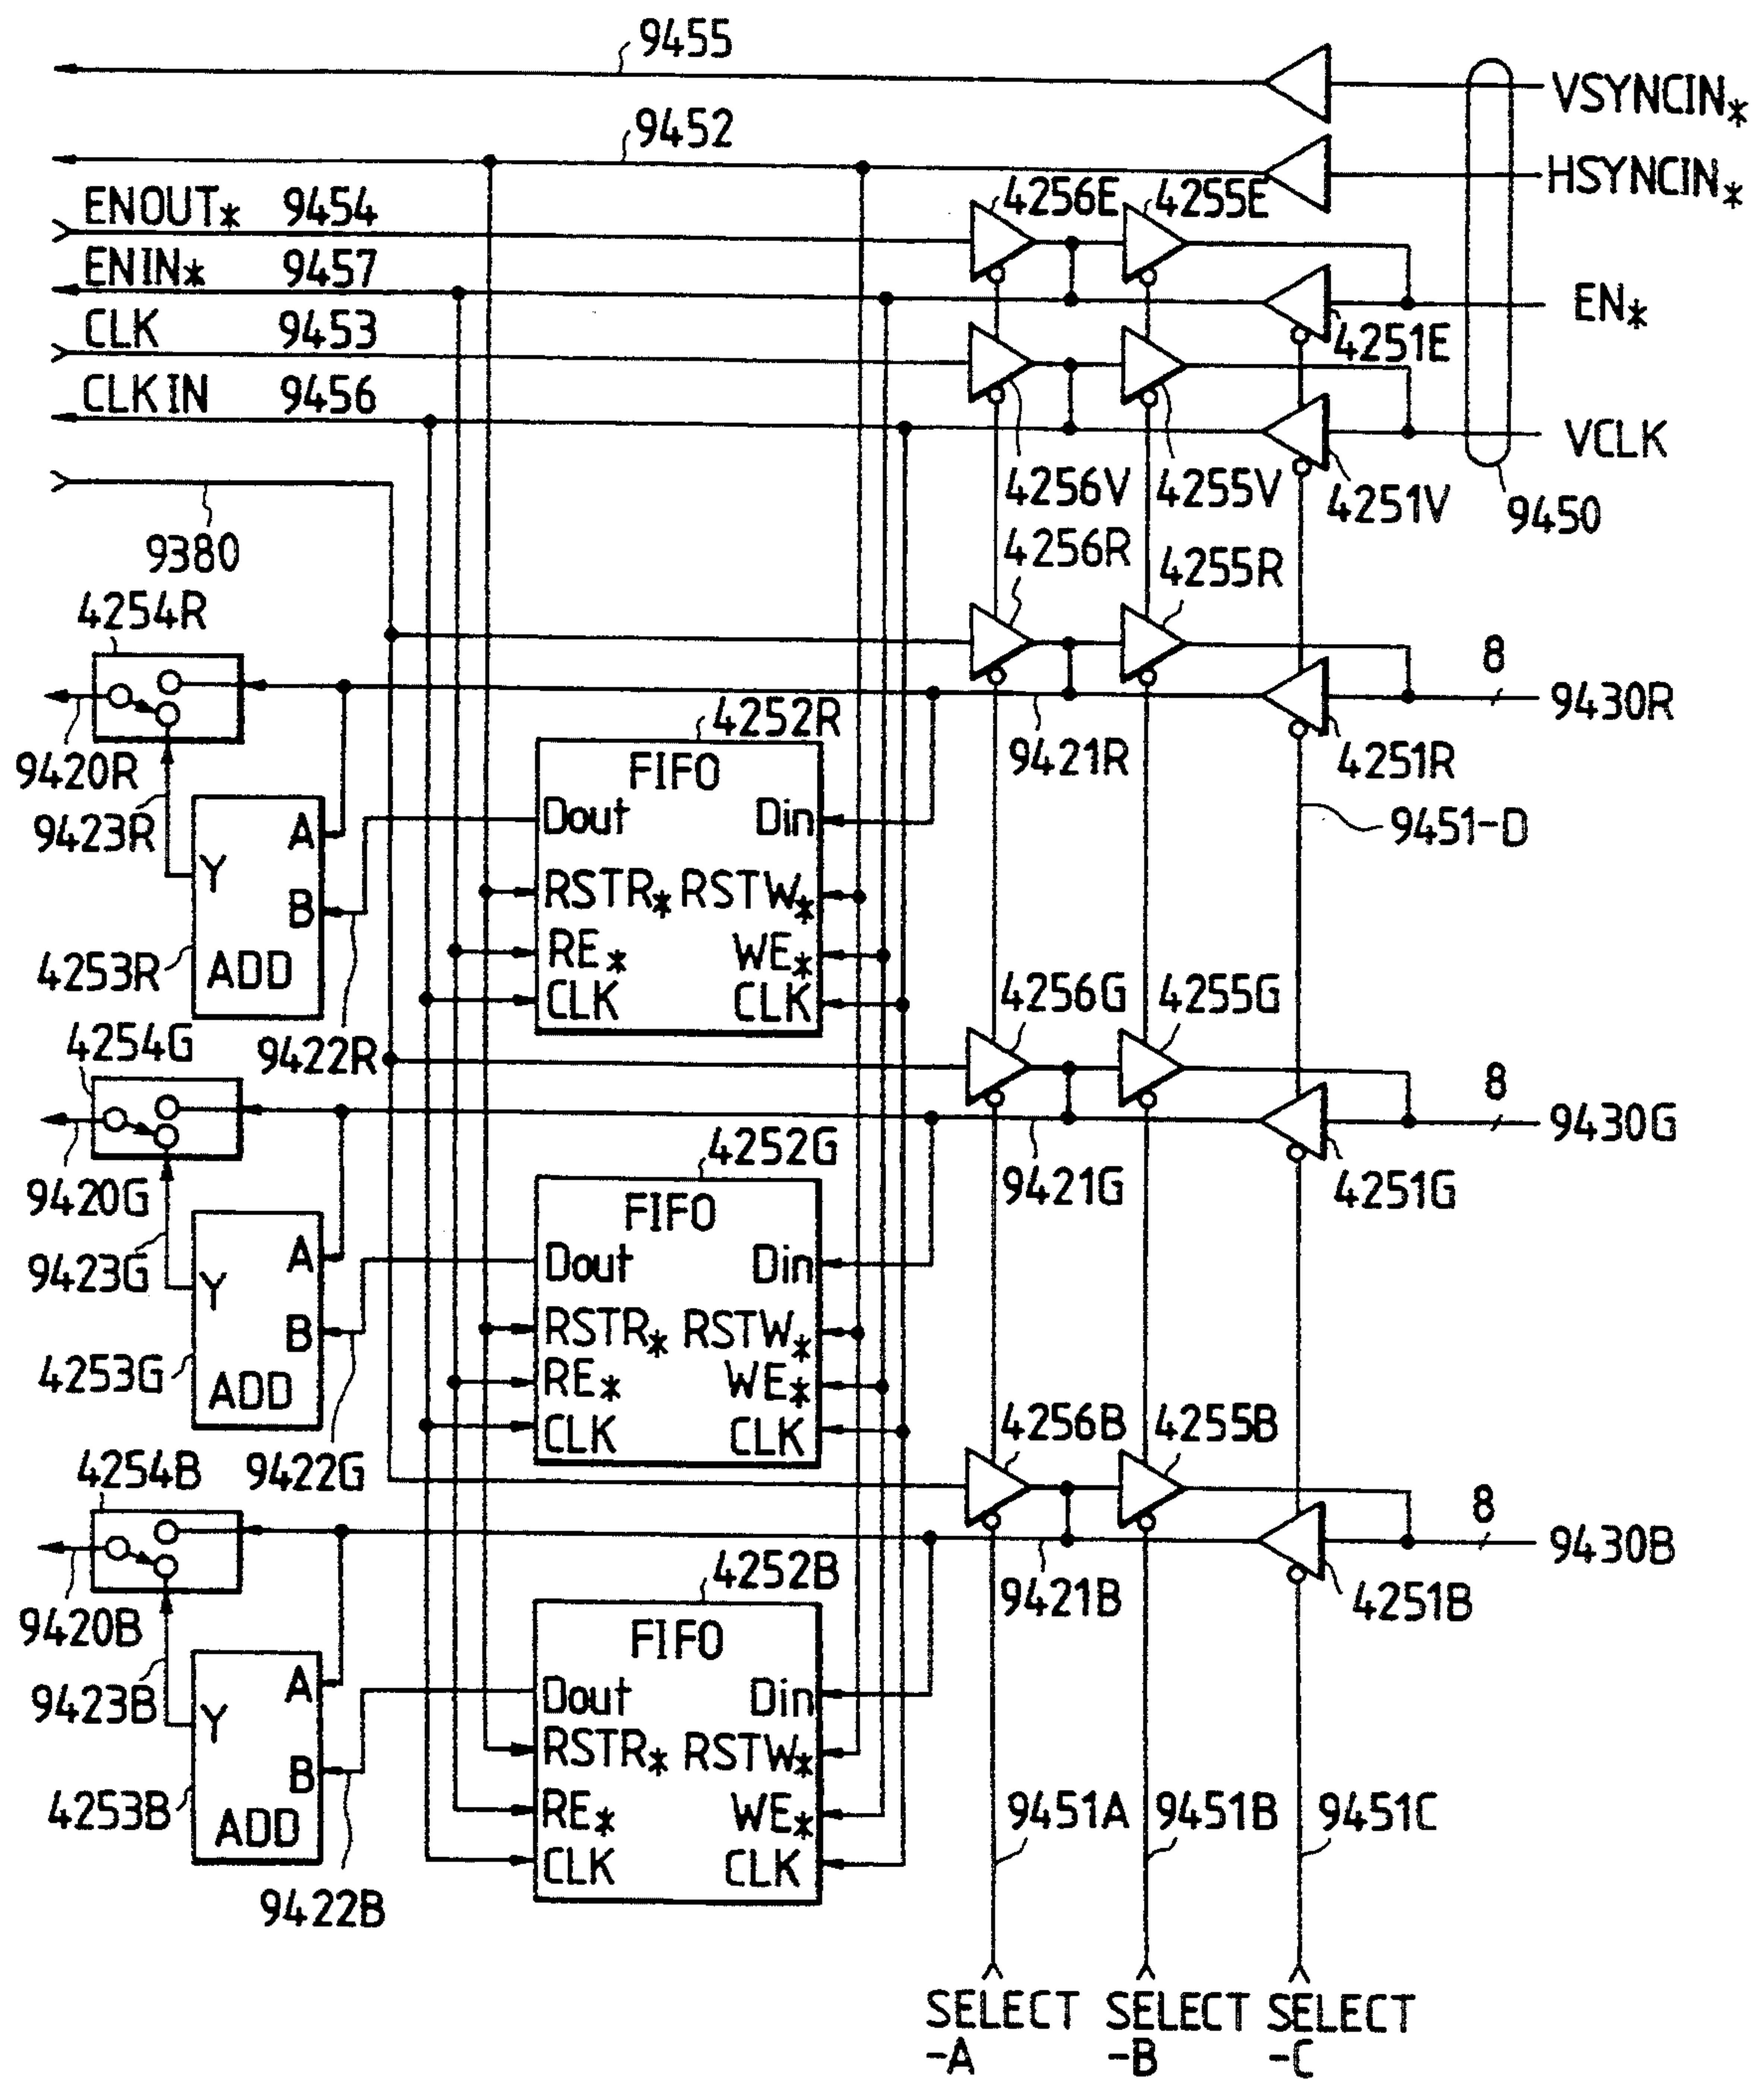 9455
VSYNCIN*
9452
HSYNCIN*
ENOUT* 9454
4256E 4255E
ENIN* 9457
EN*
CLK 9453
4251E
CLKIN 9456
VCLK
4256V 4255V 4251V 9450
9380
4256R 4255R
4254R
8
9430R
4252R
9421R 4251R
9420R
FIFO
9423R
A
Dout Din
9451-D
Y
RSTR* RSTW*
B
4253R
ADD
RE* WE*
CLK CLK
4256G 4255G
4254G
9422R
8
9430G
4252G
9420G
9421G 4251G
FIFO
9423G
A
Dout Din
Y
B
RSTR* RSTW*
4253G
ADD
RE* WE*
CLK CLK
4256B 4255B
4254B 9422G
8
9430B
4252B
9421B 4251B
9420B
FIFO
9423B
A
Dout Din
Y
RSTR* RSTW*
B
4253B
ADD
RE* WE*
9451A 9451B 9451C
CLK CLK
9422B
SELECT SELECT SELECT
-A -B -C